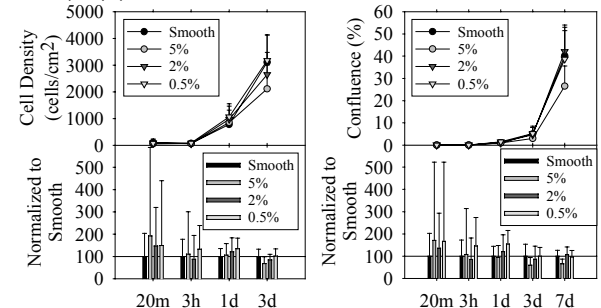 Cell Density
(cells/cm²)
5000
4000
3000
2000
1000
0
Smooth
5%
2%
0.5%
Normalized to
Smooth
500
400
300
200
100
0
Smooth
5%
2%
0.5%
20m 3h 1d 3d
Confluence (%)
60
50
40
30
20
10
0
Smooth
5%
2%
0.5%
Normalized to
Smooth
500
400
300
200
100
0
Smooth
5%
2%
0.5%
20m 3h 1d 3d 7d